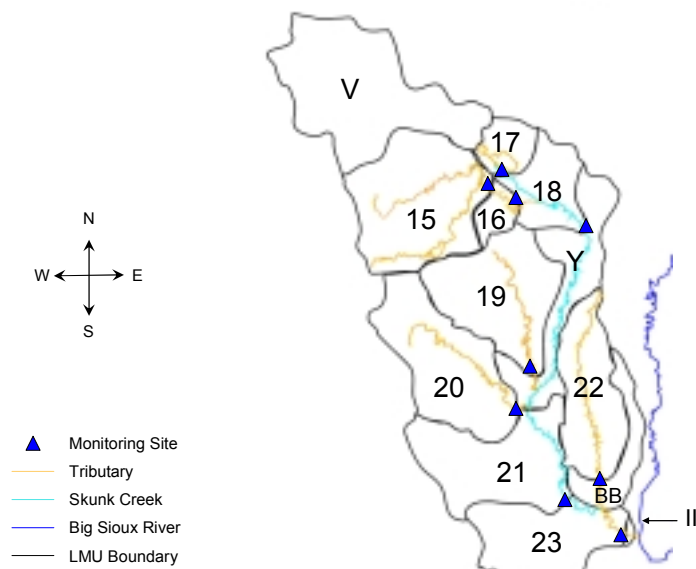 V
17
18
15
16
N
W E
S
Y
19
20
22
21
BB
II
23
Monitoring Site
Tributary
Skunk Creek
Big Sioux River
LMU Boundary